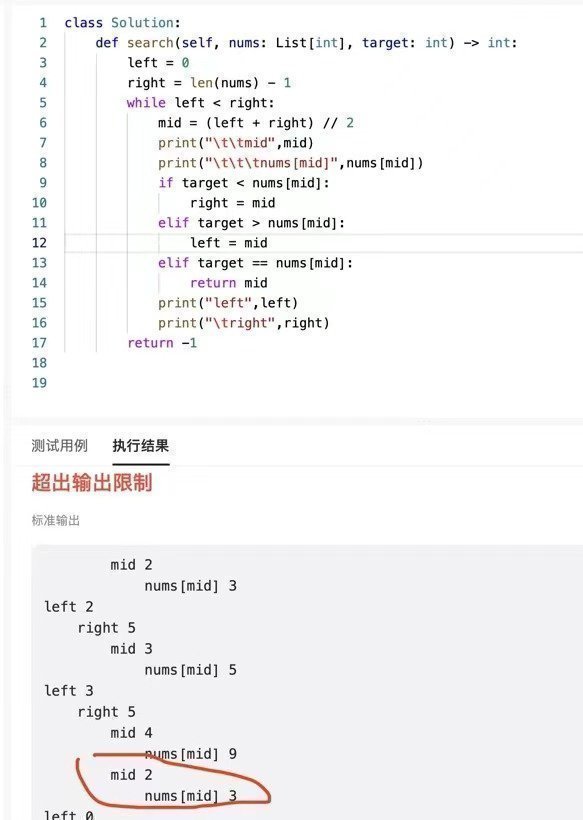 1 class Solution:
2 def search(self, nums: List[int], target: int) -> int:
3 left = 0
4 right = len(nums) - 1
5 while left < right:
6 mid = (left + right) // 2
7 print("\t\tmid",mid)
8 print("\t\t\tnums[mid]",nums[mid])
9 if target < nums[mid]:
10 right = mid
11 elif target > nums[mid]:
12 left = mid
13 elif target == nums[mid]:
14 return mid
15 print("left",left)
16 print("\tright",right)
17 return -1
18
19
测试用例 执行结果
超出输出限制
标准输出
mid 2
nums[mid] 3
left 2
right 5
mid 3
nums[mid] 5
left 3
right 5
mid 4
nums[mid] 9
mid 2
nums[mid] 3
left 0